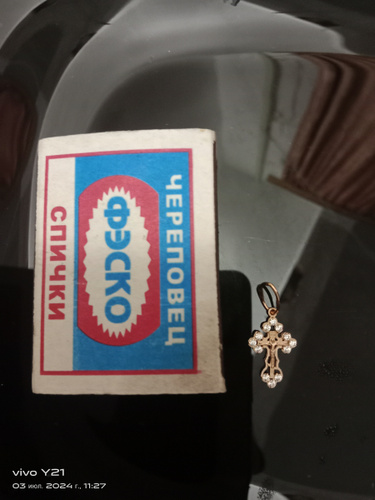 ЧЕРЕПОВЕЦ
ФЭСКО
СПИЧКИ
vivo Y21
03 июл. 2024 г., 11:27